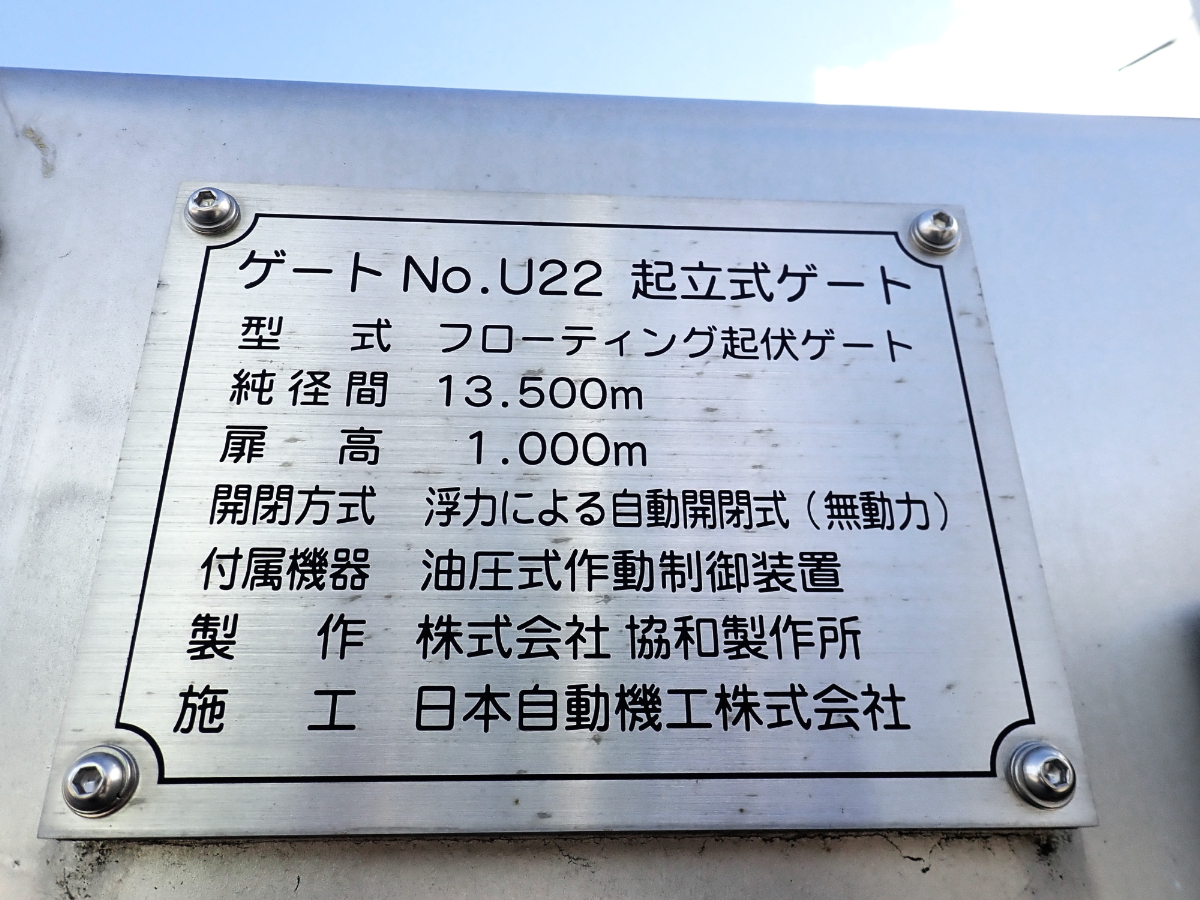 ゲートNo.U22 起立式ゲート
型式 フローティング起伏ゲート
純径間 13.500m
扉高 1.000m
開閉方式 浮力による自動開閉式（無動力）
付属機器 油圧式作動制御装置
製作 株式会社 協和製作所
施工 日本自動機工株式会社